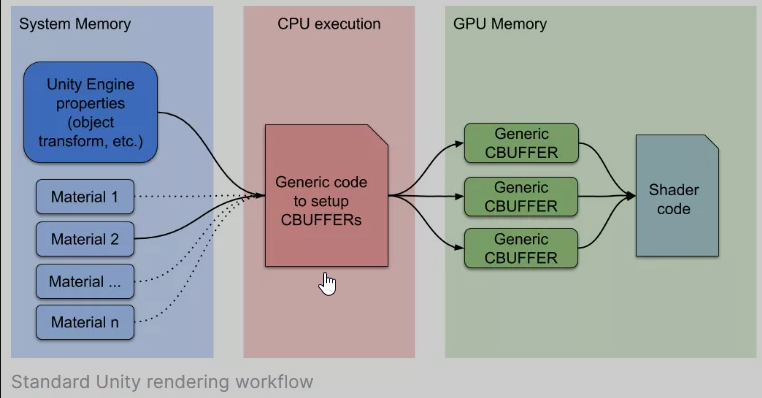 System Memory
CPU execution
GPU Memory
Unity Engine
properties
(object
transform, etc.)
Material 1
Material 2
Material ...
Material n
Generic code
to setup
CBUFFERs
Generic
CBUFFER
Generic
CBUFFER
Generic
CBUFFER
Shader
code
Standard Unity rendering workflow